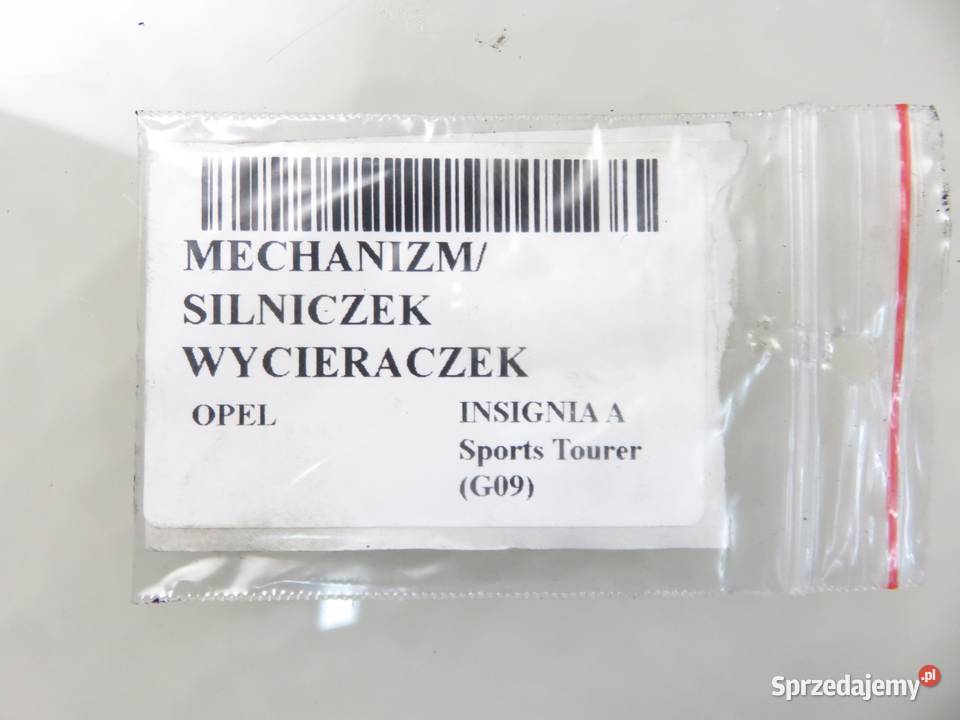 MECHANIZM/
SILNICZEK
WYCIERACZEK
OPEL
INSIGNIA A
Sports Tourer
(G09)
Sprzedajemy.pl